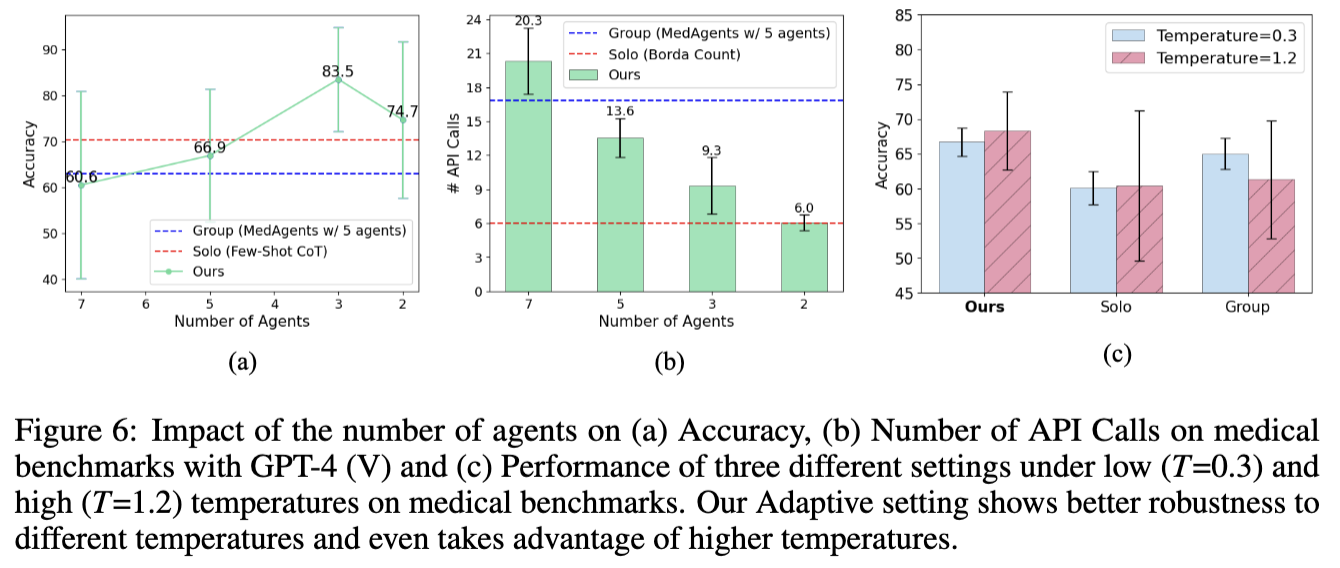 90
80
70
60
50
40
Accuracy
60.6
66.9
83.5
74.7
Group (MedAgents w/ 5 agents)
Solo (Few-Shot CoT)
Ours
7 6 5 4 3 2
Number of Agents
(a)
24
21
18
15
12
9
6
3
0
# API Calls
20.3
13.6
9.3
6.0
Group (MedAgents w/ 5 agents)
Solo (Borda Count)
Ours
7 5 3 2
Number of Agents
(b)
85
80
75
70
65
60
55
50
45
Accuracy
Temperature=0.3
Temperature=1.2
Ours Solo Group
(c)
Figure 6: Impact of the number of agents on (a) Accuracy, (b) Number of API Calls on medical
benchmarks with GPT-4 (V) and (c) Performance of three different settings under low (T=0.3) and
high (T=1.2) temperatures on medical benchmarks. Our Adaptive setting shows better robustness to
different temperatures and even takes advantage of higher temperatures.